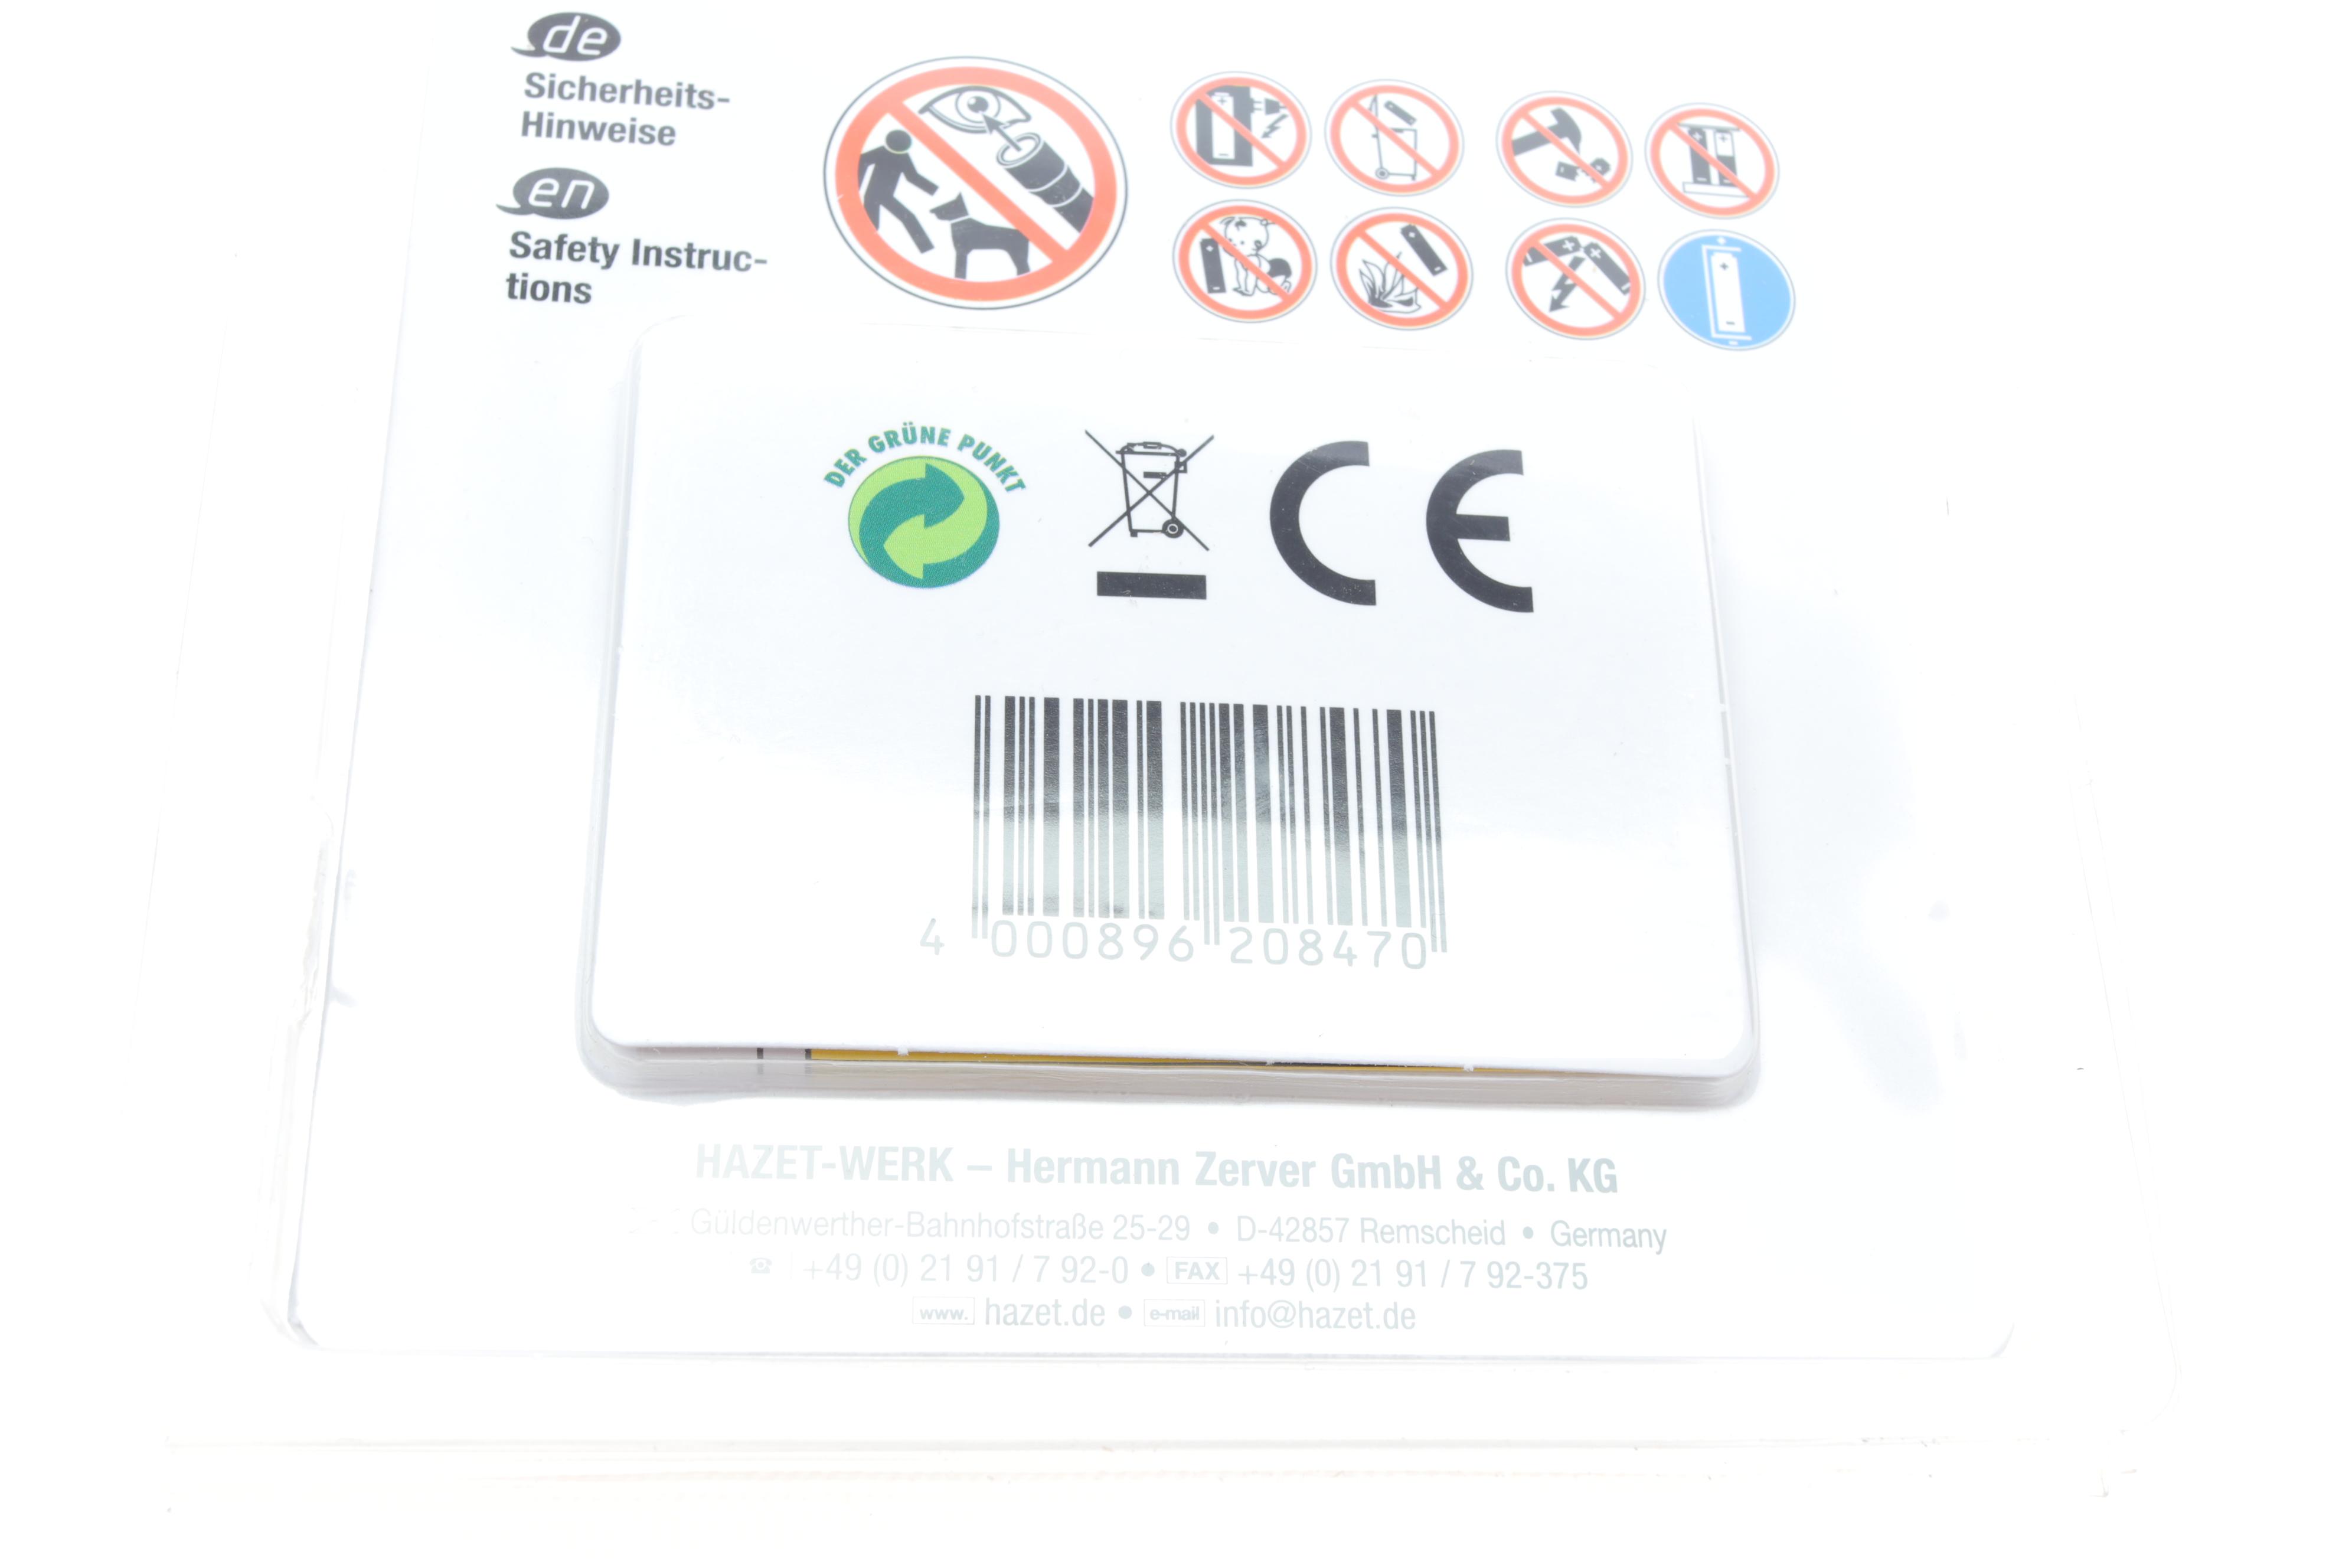 de
Sicherheits-
Hinweise
en
Safety Instruc-
tions
DER GRÜNE PUNKT
CE
4 000896 208470
HAZET-WERK – Hermann Zerver GmbH & Co. KG
Güldenwerther-Bahnhofstraße 25-29 • D-42857 Remscheid • Germany
☎ +49 (0) 21 91 / 7 92-0 • FAX +49 (0) 21 91 / 7 92-375
www. hazet.de • e-mail info@hazet.de